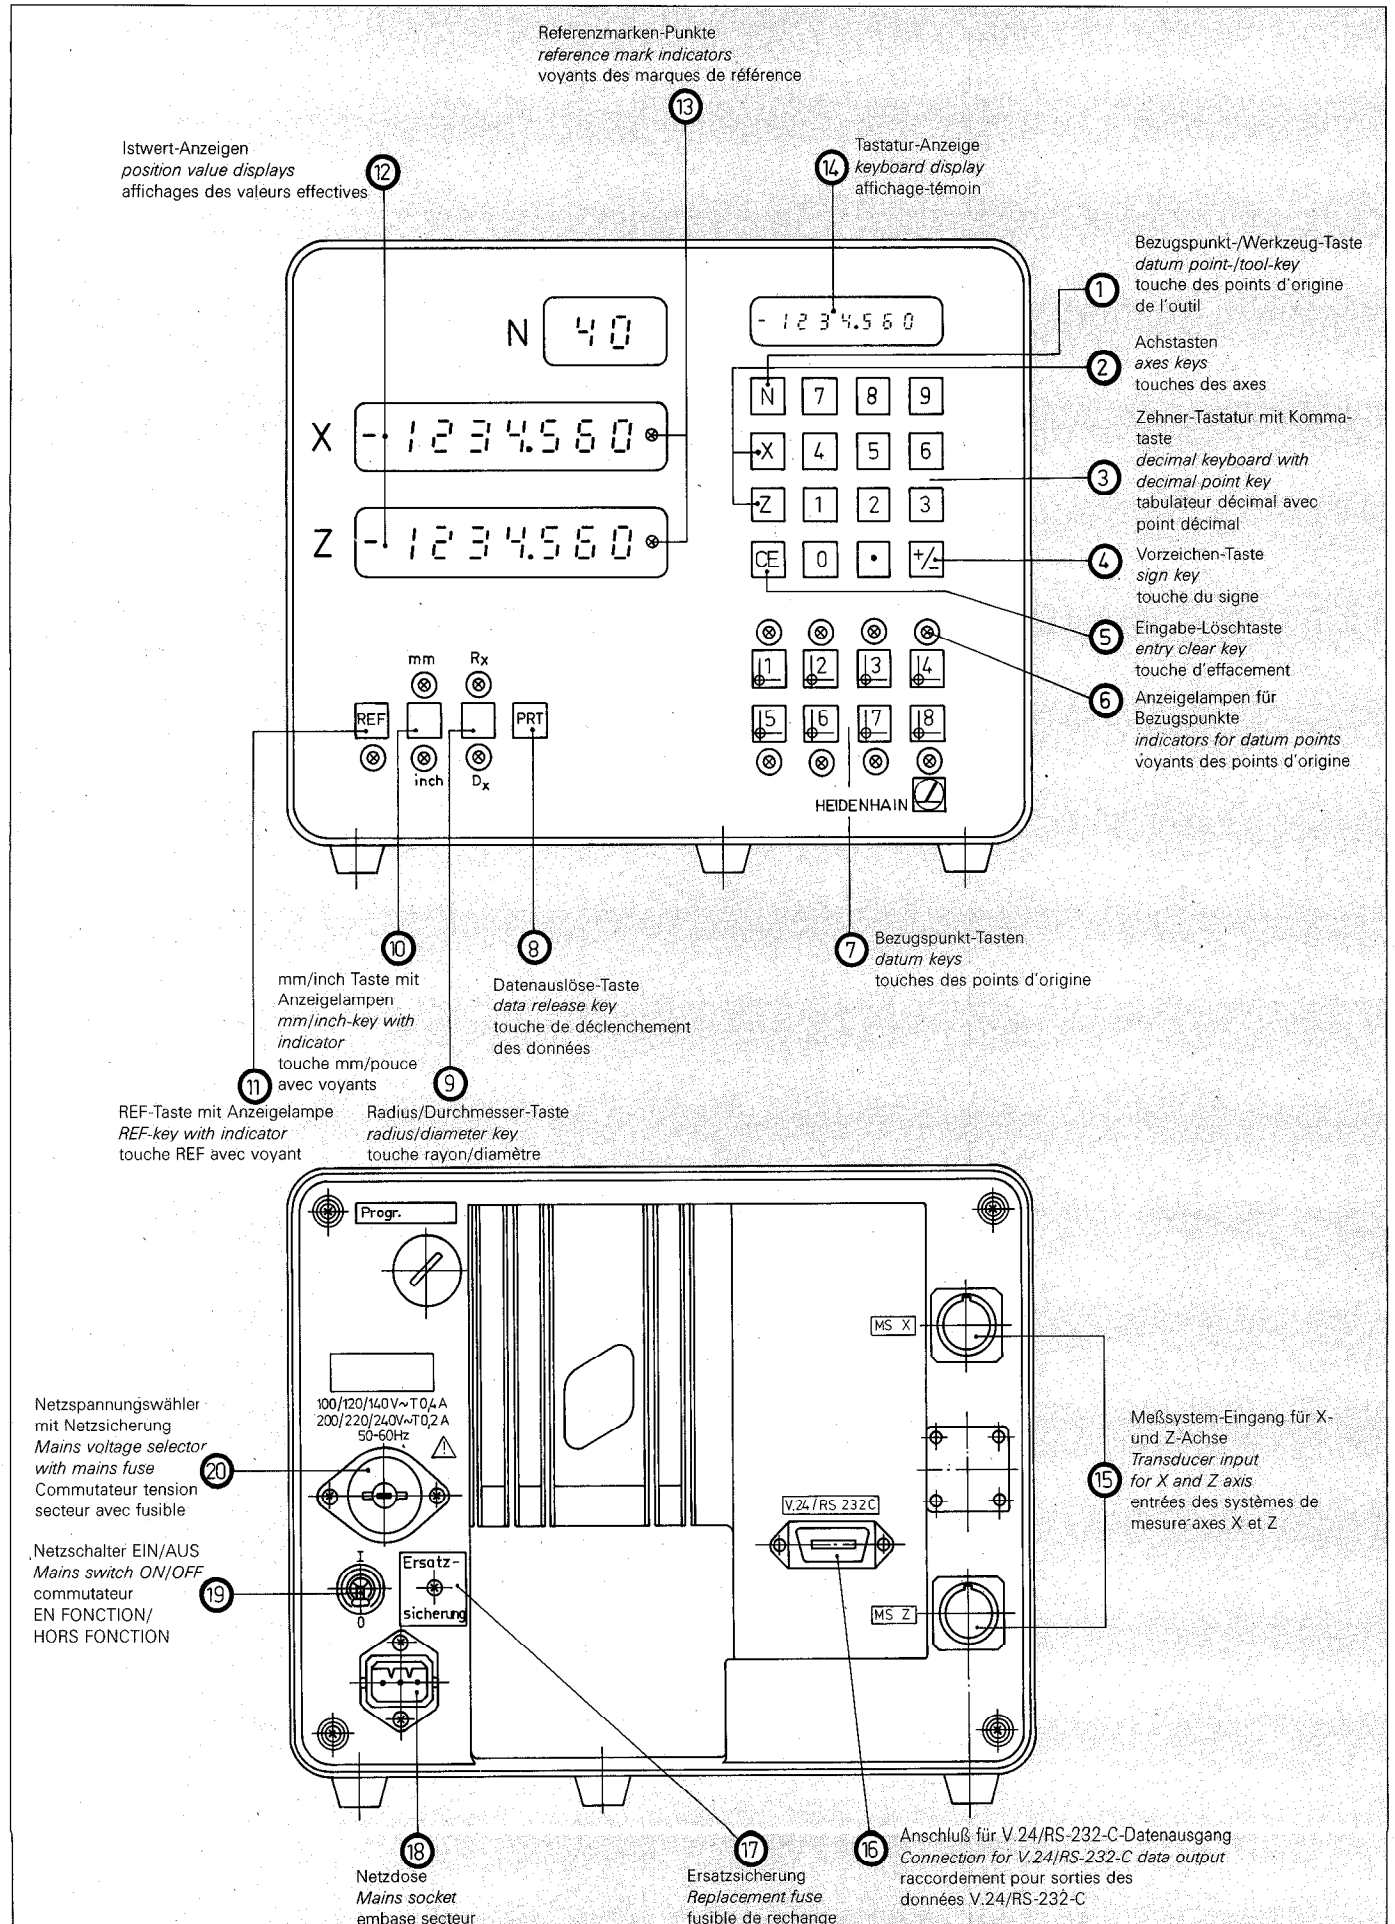 Referenzmarken-Punkte
reference mark indicators
voyants des marques de référence
13
Istwert-Anzeigen
position value displays
affichages des valeurs effectives
12
Tastatur-Anzeige
keyboard display
affichage-témoin
14
Bezugspunkt-/Werkzeug-Taste
datum point-/tool-key
touche des points d'origine
de l'outil
1
Achstasten
axes keys
touches des axes
2
Zehner-Tastatur mit Komma-
taste
decimal keyboard with
decimal point key
tabulateur décimal avec
point décimal
3
Vorzeichen-Taste
sign key
touche du signe
4
Eingabe-Löschtaste
entry clear key
touche d'effacement
5
Anzeigelampen für
Bezugspunkte
indicators for datum points
voyants des points d'origine
6
N 40
- 1234.560
X - 1234.560
Z - 1234.560
N 7 8 9
X 4 5 6
Z 1 2 3
CE 0 . +/-
1 2 3 4
5 6 7 8
mm Rx
REF PRT
inch Dx
HEIDENHAIN
7
Bezugspunkt-Tasten
datum keys
touches des points d'origine
8
Datenauslöse-Taste
data release key
touche de déclenchement
des données
10
mm/inch Taste mit
Anzeigelampen
mm/inch-key with
indicator
touche mm/pouce
avec voyants
11
REF-Taste mit Anzeigelampe
REF-key with indicator
touche REF avec voyant
9
Radius/Durchmesser-Taste
radius/diameter key
touche rayon/diamètre
Progr.
MS X
100/120/140V~T0,4A
200/220/240V~T0,2A
50-60Hz
V.24/RS 232C
MS Z
I
0
Ersatz-
sicherung
Netzspannungswähler
mit Netzsicherung
Mains voltage selector
with mains fuse
Commutateur tension
secteur avec fusible
20
Netzschalter EIN/AUS
Mains switch ON/OFF
commutateur
EN FONCTION/
HORS FONCTION
19
Meßsystem-Eingang für X-
und Z-Achse
Transducer input
for X and Z axis
entrées des systèmes de
mesure axes X et Z
15
18
Netzdose
Mains socket
embase secteur
17
Ersatzsicherung
Replacement fuse
fusible de rechange
16
Anschluß für V.24/RS-232-C-Datenausgang
Connection for V.24/RS-232-C data output
raccordement pour sorties des
données V.24/RS-232-C